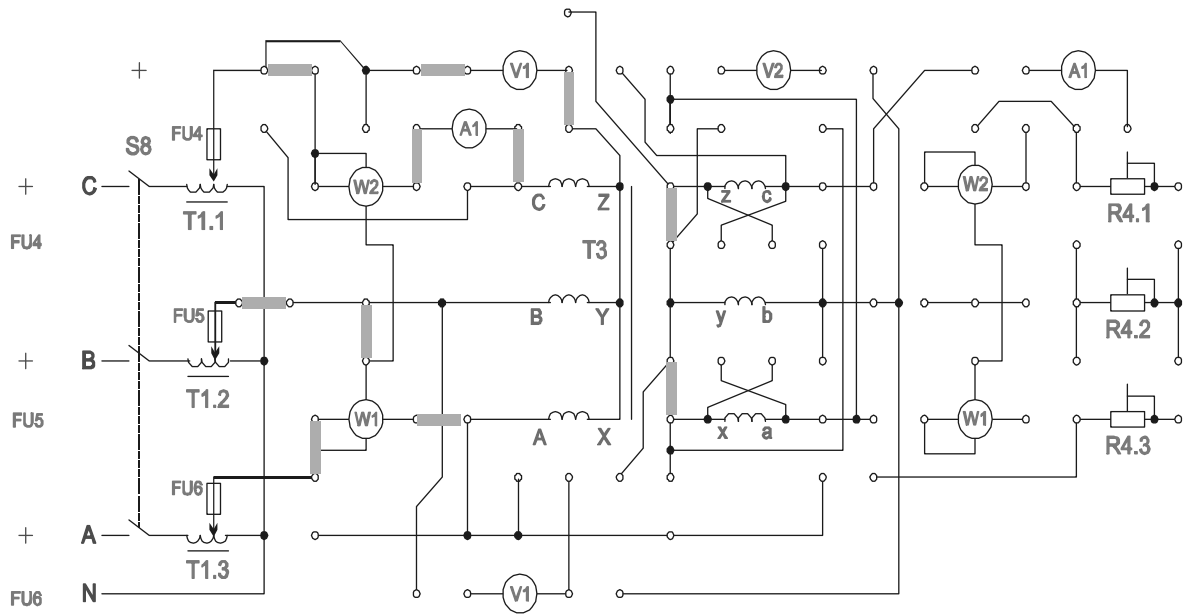 V1 V2 A1
FU4 A1
S8
C W2 W2
C Z z c
T1.1 R4.1
FU4 T3
FU5 B Y y b
R4.2
B
T1.2
FU5 W1 W1
A X x a
R4.3
FU6
A
T1.3
FU6 N V1